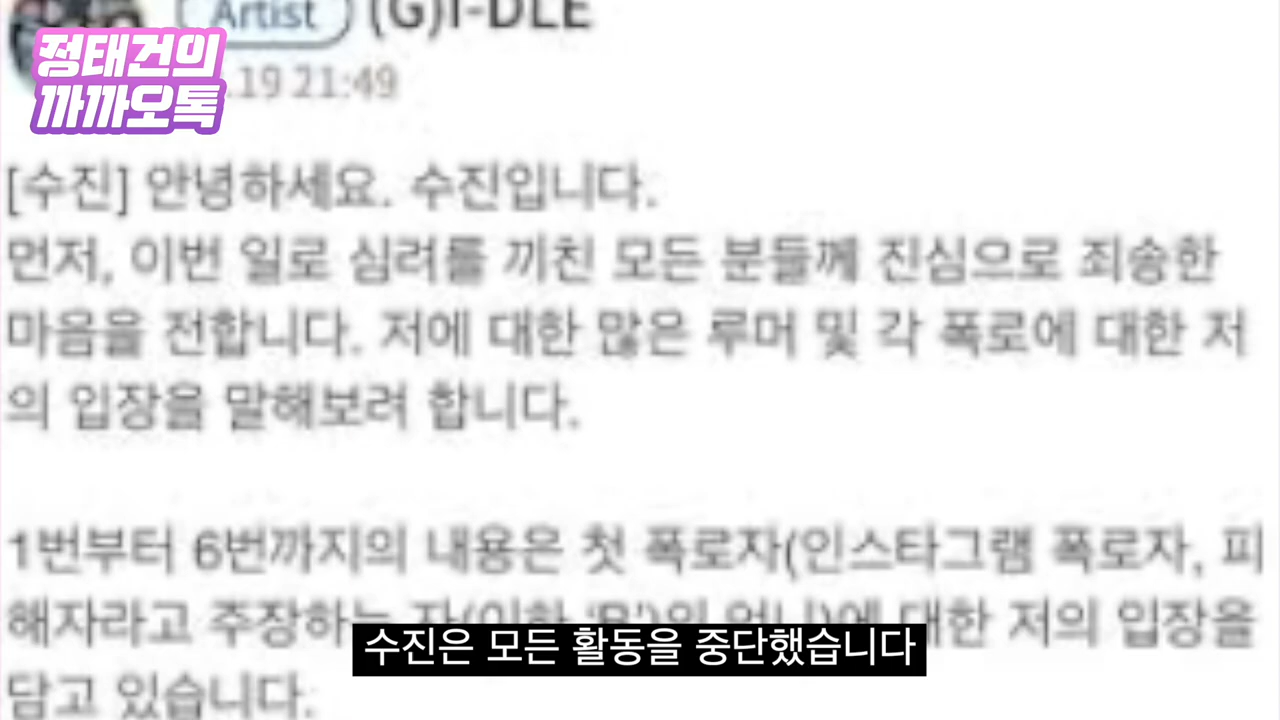 정태건의
까까오톡
Artist (G)I-DLE
.19 21:49
[수진] 안녕하세요. 수진입니다.
먼저, 이번 일로 심려를 끼친 모든 분들께 진심으로 죄송한
마음을 전합니다. 저에 대한 많은 루머 및 각 폭로에 대한 저
의 입장을 말해보려 합니다.
1번부터 6번까지의 내용은 첫 폭로자(인스타그램 폭로자, 피
해자라고 주장하는 자(이하 'B')의 언니)에 대한 저의 입장을
담고 있습니다.
수진은 모든 활동을 중단했습니다